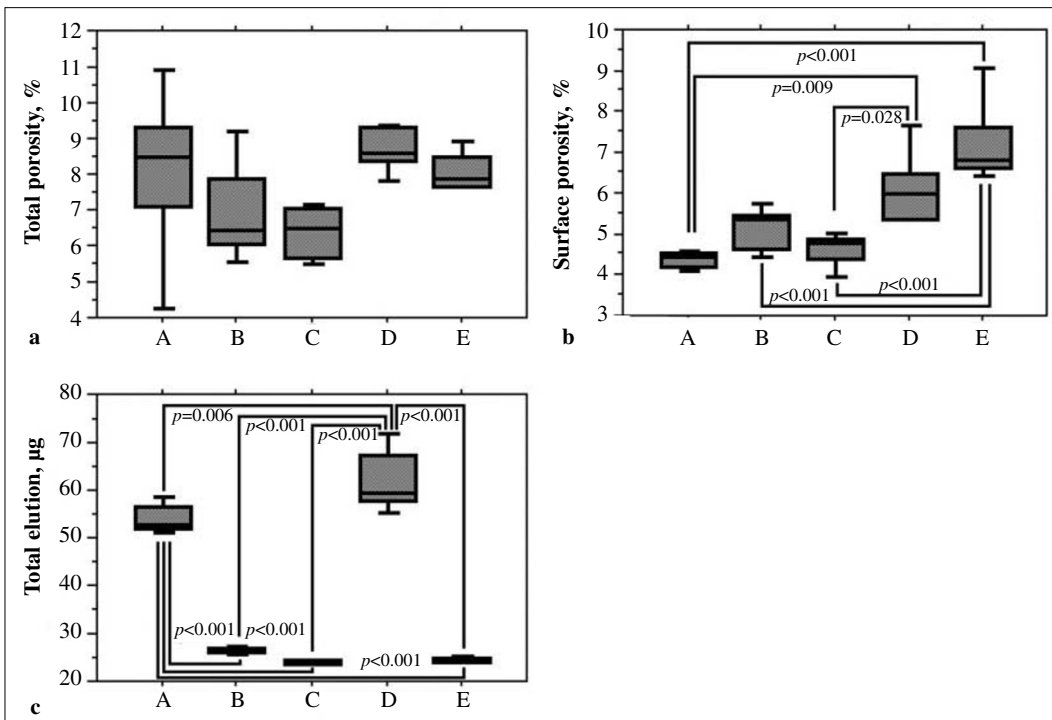 12
11
10
9
8
7
6
5
4
Total porosity, %
A B C D E
a
10
9
8
7
6
5
4
3
Surface porosity, %
p<0.001
p=0.009
p=0.028
p<0.001
p<0.001
A B C D E
b
80
70
60
50
40
30
20
Total elution, µg
p=0.006
p<0.001
p<0.001
p<0.001
p<0.001 p<0.001
p<0.001
A B C D E
c